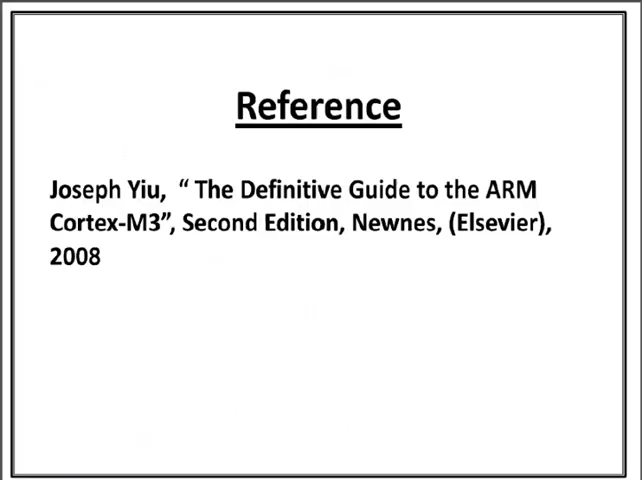 Reference
Joseph Yiu, “ The Definitive Guide to the ARM
Cortex-M3”, Second Edition, Newnes, (Elsevier),
2008